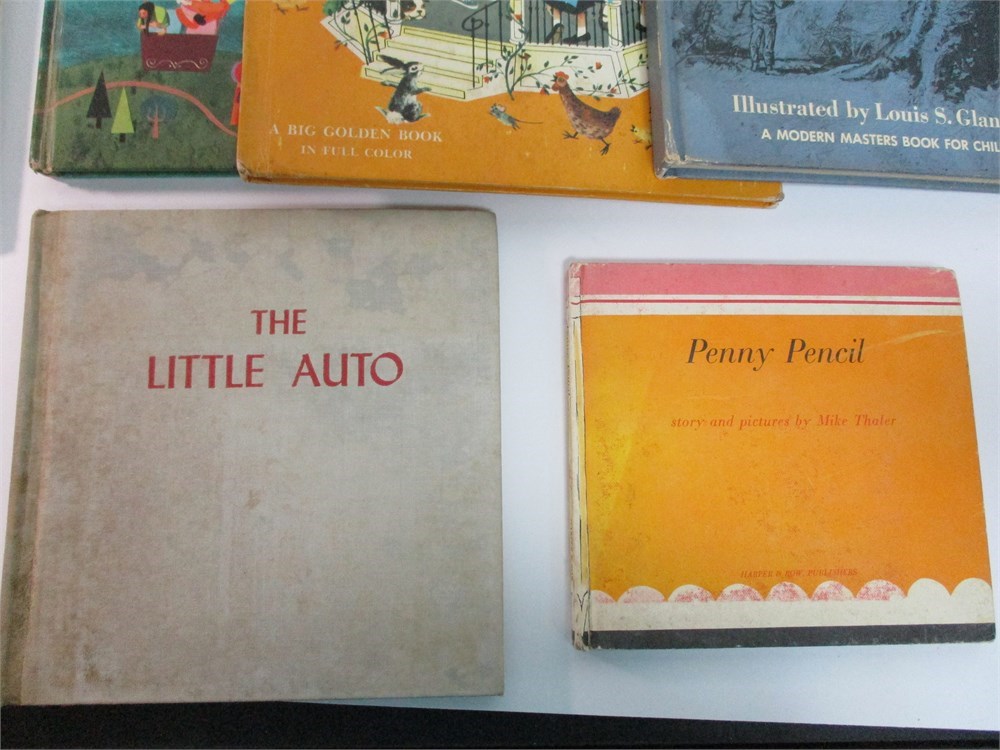 A BIG GOLDEN BOOK
IN FULL COLOR
Illustrated by Louis S. Glan
A MODERN MASTERS BOOK FOR CHIL
THE
LITTLE AUTO
Penny Pencil
story and pictures by Mike Thaler
HARPER & ROW, PUBLISHERS